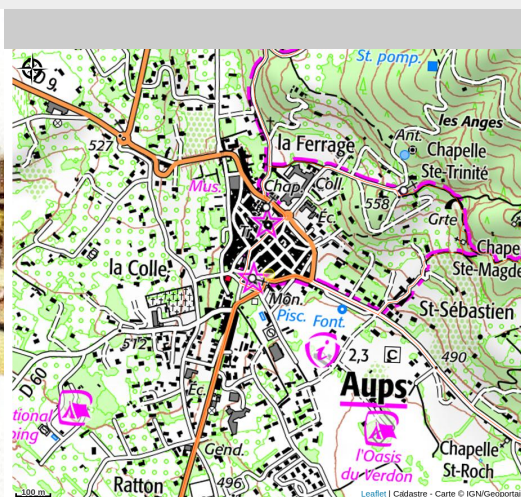 St. pomp.
D 9
les Anges
Ant.
527
la Ferrage
Chapelle
Ste-Trinité
Mus.
Chap.
Coll.
558
Éc.
Grte
T.
Chape
Ste-Magde
la Colle
Mon.
Pisc.
Font.
St-Sébastien
512
i
2,3
C
490
D 60
Aups
Éc.
tional
ping
l'Oasis
du Verdon
Gend.
Chapelle
St-Roch
Ratton
496
100 m
Leaflet | Cadastre - Carte © IGN/Geoporta